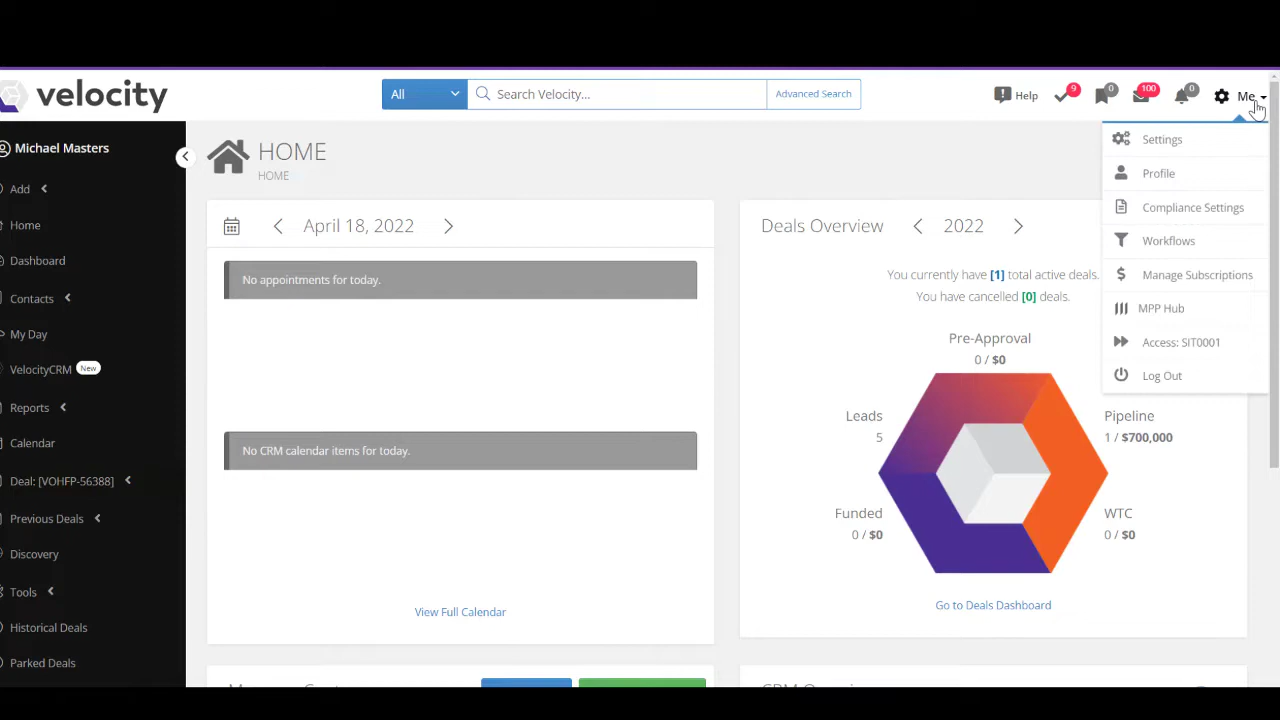 velocity
All
Search Velocity...
Advanced Search
Help
9
0
100
0
Me
Michael Masters
Add
Home
Dashboard
Contacts
My Day
VelocityCRM New
Reports
Calendar
Deal: [VOHFP-56388]
Previous Deals
Discovery
Tools
Historical Deals
Parked Deals
HOME
HOME
April 18, 2022
No appointments for today.
No CRM calendar items for today.
View Full Calendar
Deals Overview
2022
You currently have [1] total active deals.
You have cancelled [0] deals.
Pre-Approval
0 / $0
Leads
5
Pipeline
1 / $700,000
Funded
0 / $0
WTC
0 / $0
Go to Deals Dashboard
Settings
Profile
Compliance Settings
Workflows
Manage Subscriptions
MPP Hub
Access: SIT0001
Log Out